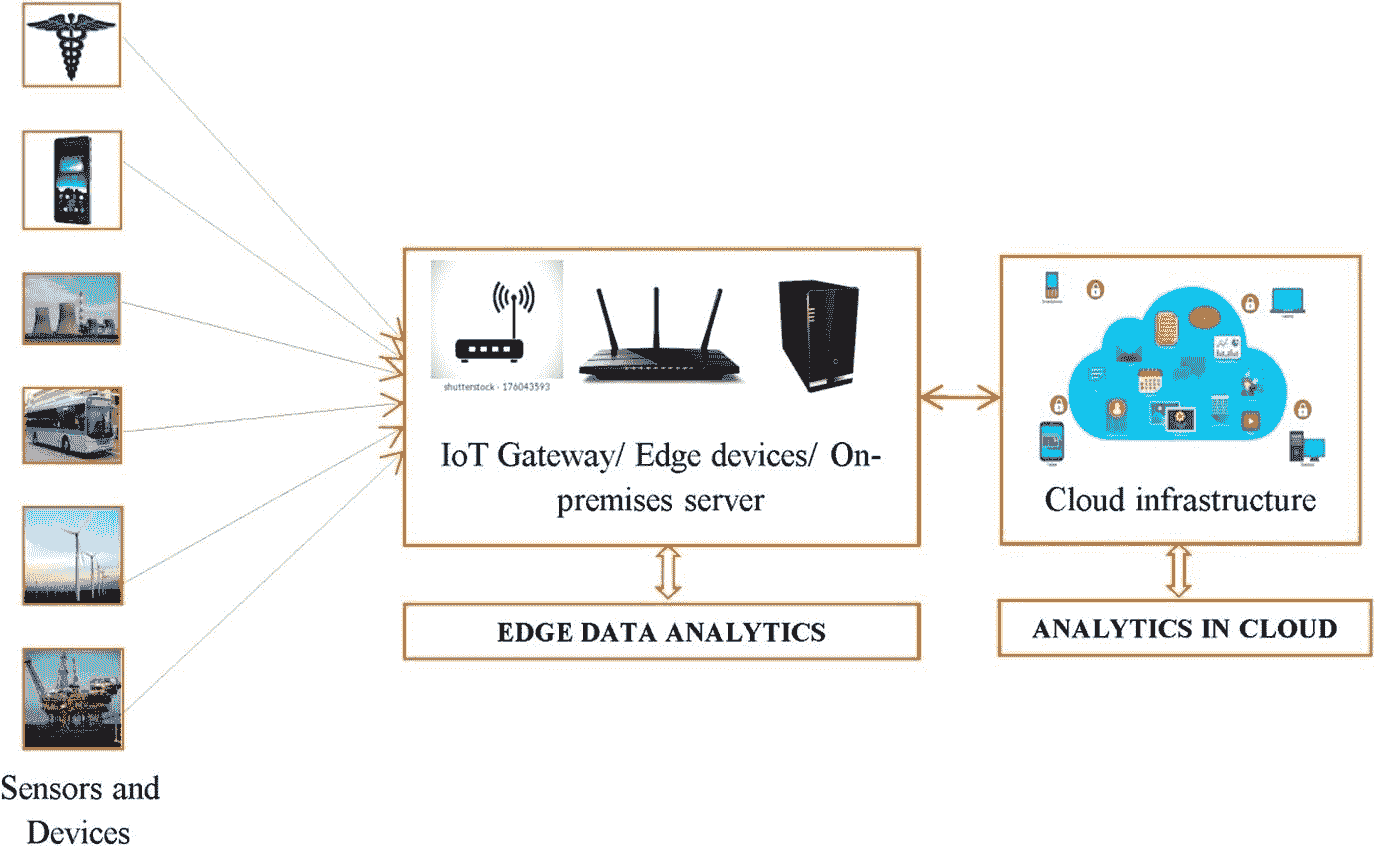 shutterstock · 176043593
IoT Gateway/ Edge devices/ On-
premises server
Cloud infrastructure
EDGE DATA ANALYTICS
ANALYTICS IN CLOUD
Sensors and
Devices